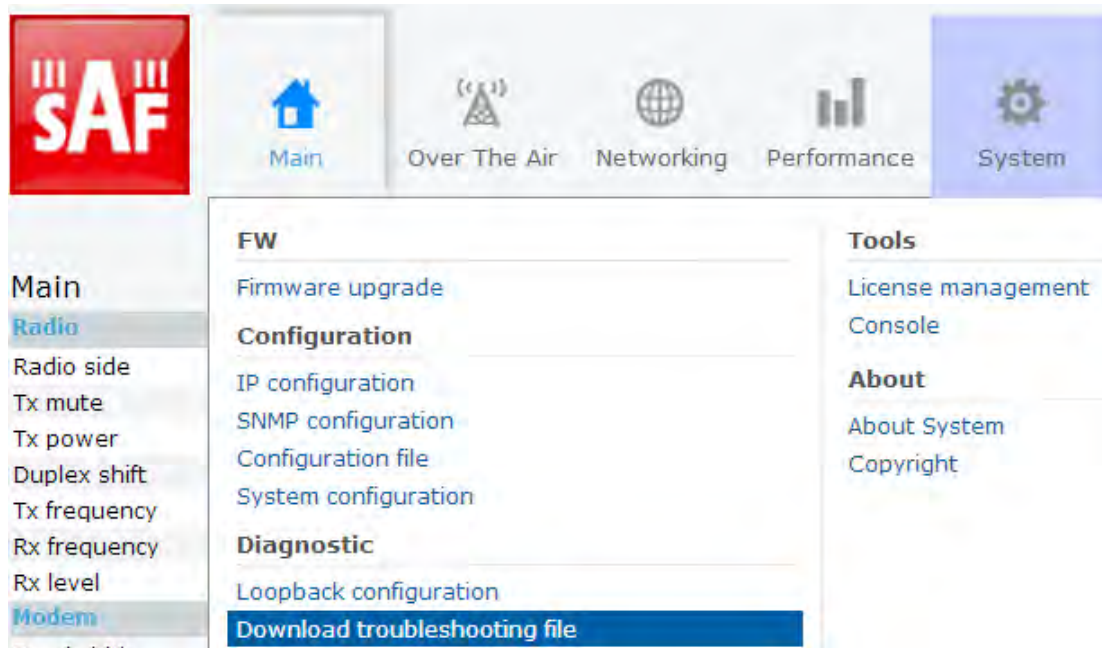 SAF
Main
Over The Air
Networking
Performance
System
Main
Radio
Radio side
Tx mute
Tx power
Duplex shift
Tx frequency
Rx frequency
Rx level
Modem
FW
Firmware upgrade
Configuration
IP configuration
SNMP configuration
Configuration file
System configuration
Diagnostic
Loopback configuration
Download troubleshooting file
Tools
License management
Console
About
About System
Copyright